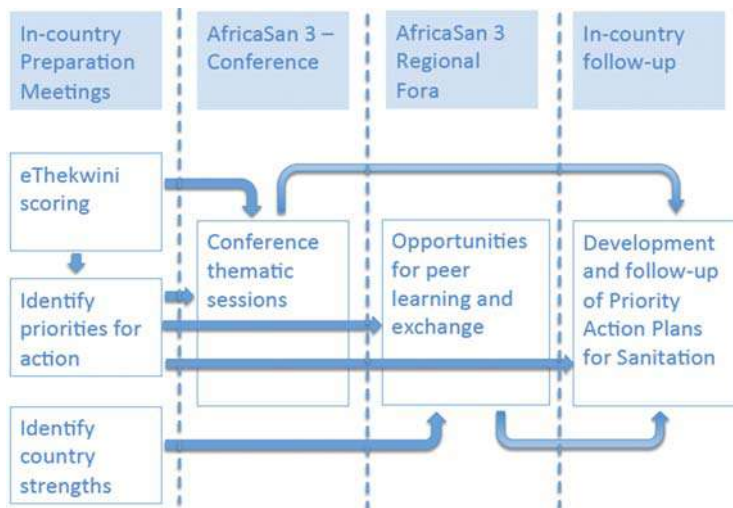 In-country
Preparation
Meetings
AfricaSan 3 –
Conference
AfricaSan 3
Regional
Fora
In-country
follow-up
eThekwini
scoring
Identify
priorities for
action
Identify
country
strengths
Conference
thematic
sessions
Opportunities
for peer
learning and
exchange
Development
and follow-up
of Priority
Action Plans
for Sanitation